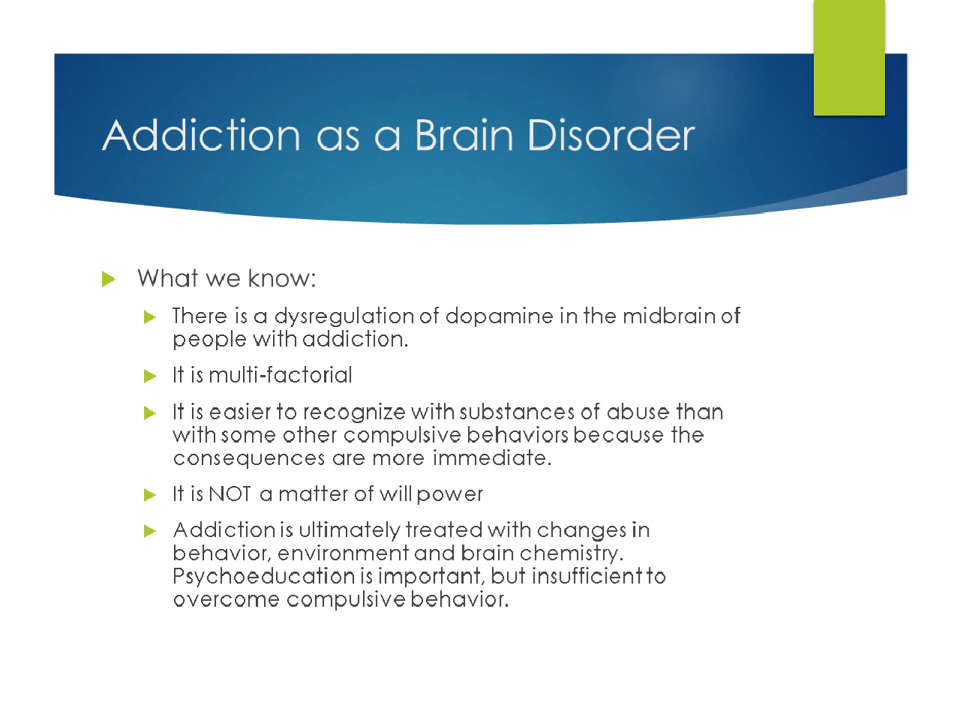 Addiction as a Brain Disorder
What we know:
There is a dysregulation of dopamine in the midbrain of
people with addiction.
It is multi-factorial
It is easier to recognize with substances of abuse than
with some other compulsive behaviors because the
consequences are more immediate.
It is NOT a matter of will power
Addiction is ultimately treated with changes in
behavior, environment and brain chemistry.
Psychoeducation is important, but insufficient to
overcome compulsive behavior.